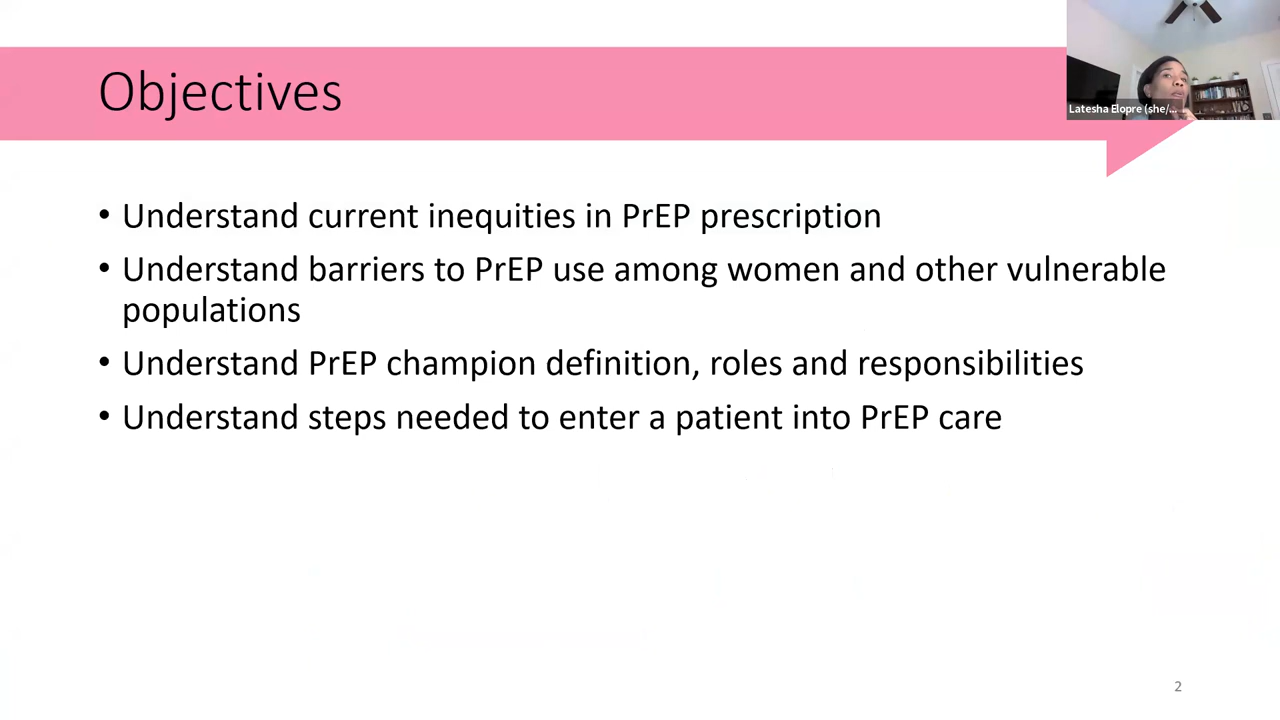 Objectives
Latesha Elopre (she/...
• Understand current inequities in PrEP prescription
• Understand barriers to PrEP use among women and other vulnerable
populations
• Understand PrEP champion definition, roles and responsibilities
• Understand steps needed to enter a patient into PrEP care
2